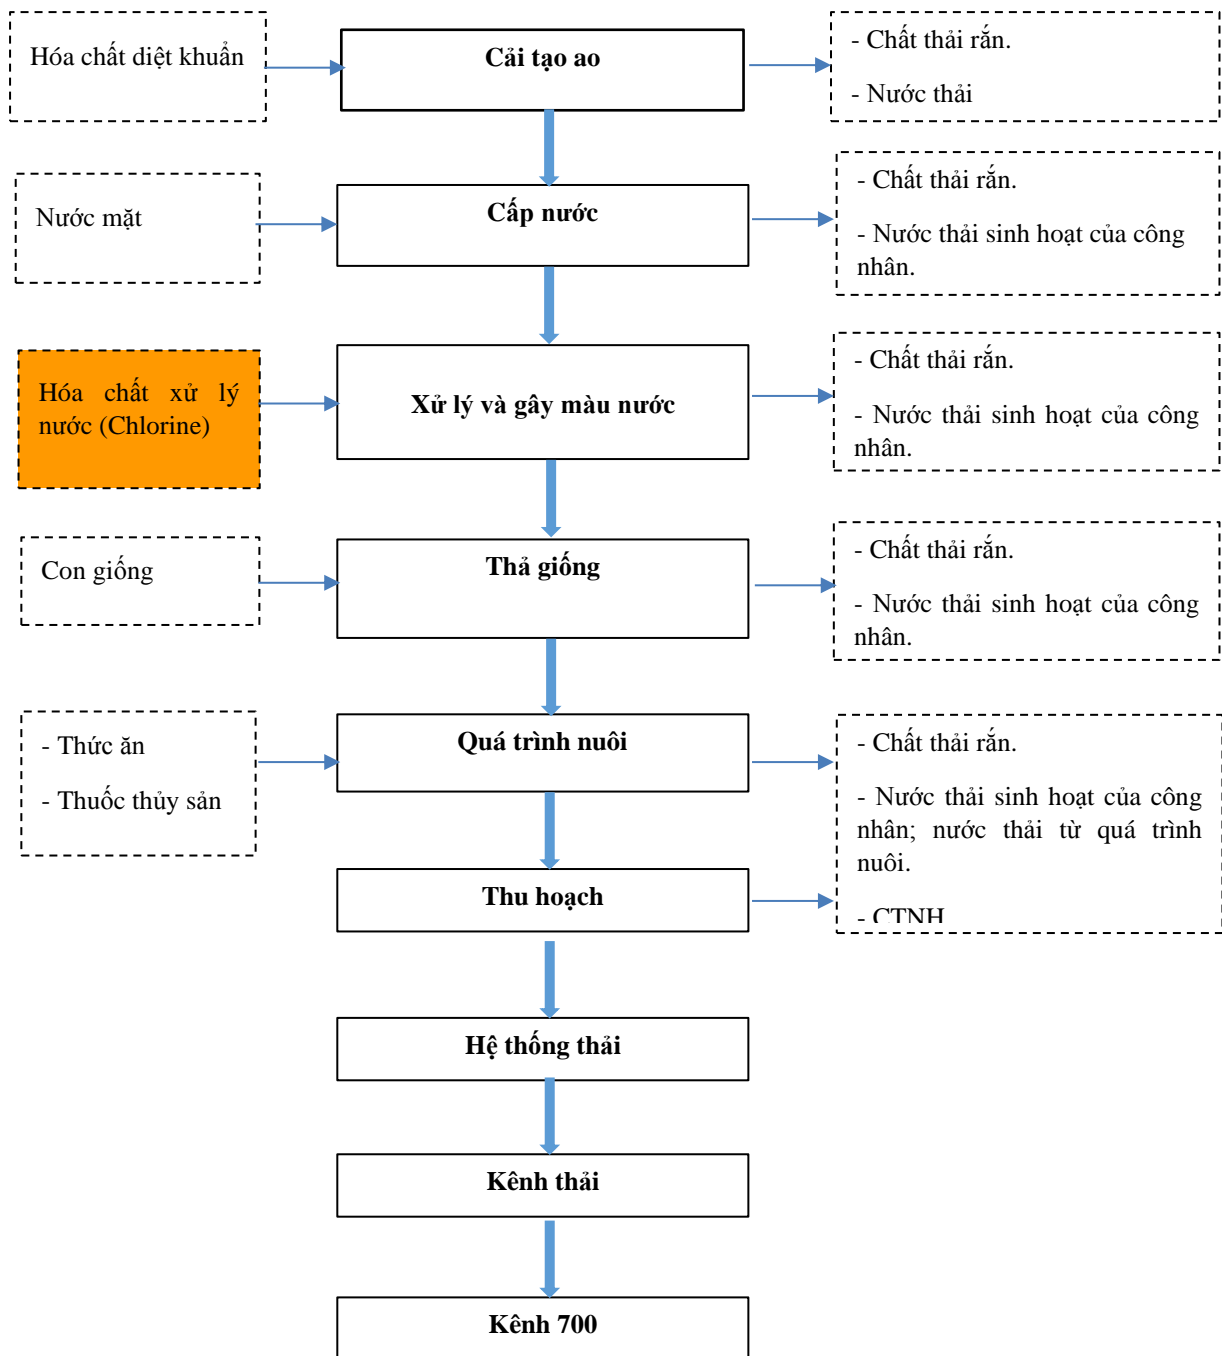 Hóa chất diệt khuẩn
Cải tạo ao
- Chất thải rắn.
- Nước thải
Nước mặt
Cấp nước
- Chất thải rắn.
- Nước thải sinh hoạt của công
nhân.
Hóa chất xử lý
nước (Chlorine)
Xử lý và gây màu nước
- Chất thải rắn.
- Nước thải sinh hoạt của công
nhân.
Con giống
Thả giống
- Chất thải rắn.
- Nước thải sinh hoạt của công
nhân.
- Thức ăn
- Thuốc thủy sản
Quá trình nuôi
- Chất thải rắn.
- Nước thải sinh hoạt của công
nhân; nước thải từ quá trình
nuôi.
- CTNH
Thu hoạch
Hệ thống thải
Kênh thải
Kênh 700